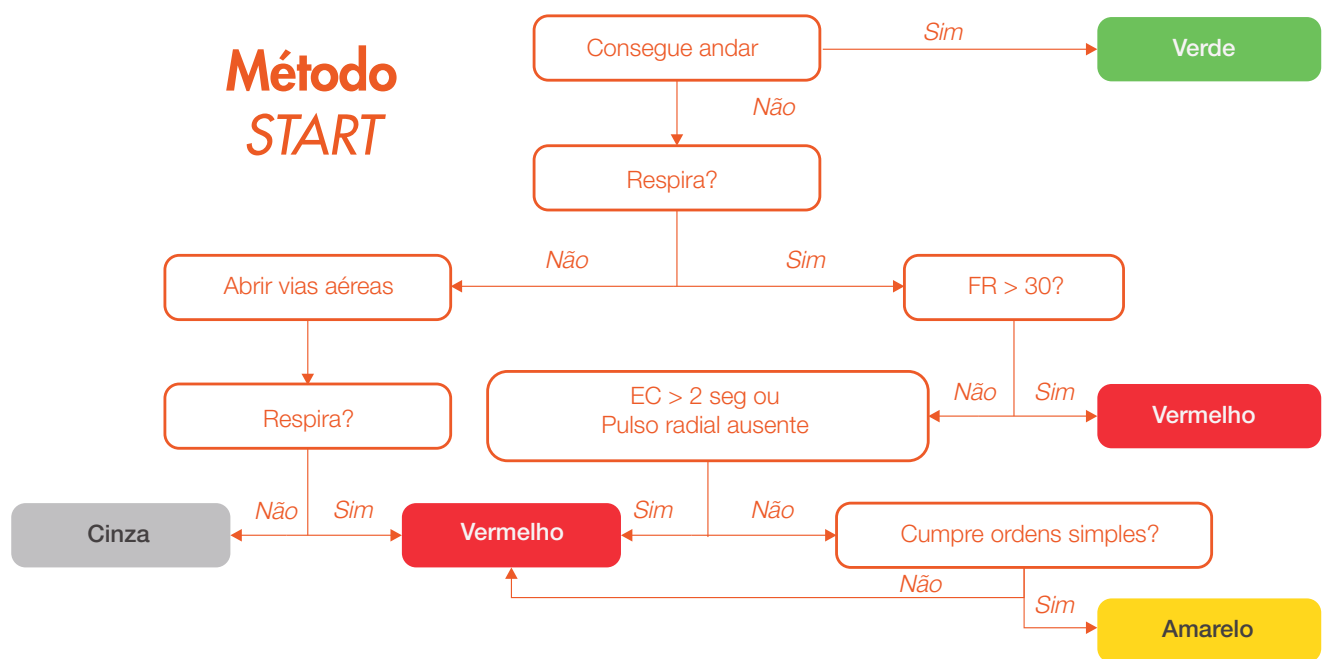 Método
START
Consegue andar
Sim
Verde
Não
Respira?
Não
Sim
Abrir vias aéreas
FR > 30?
Respira?
EC > 2 seg ou
Pulso radial ausente
Não
Sim
Vermelho
Cinza
Não
Sim
Vermelho
Sim
Não
Cumpre ordens simples?
Não
Sim
Amarelo